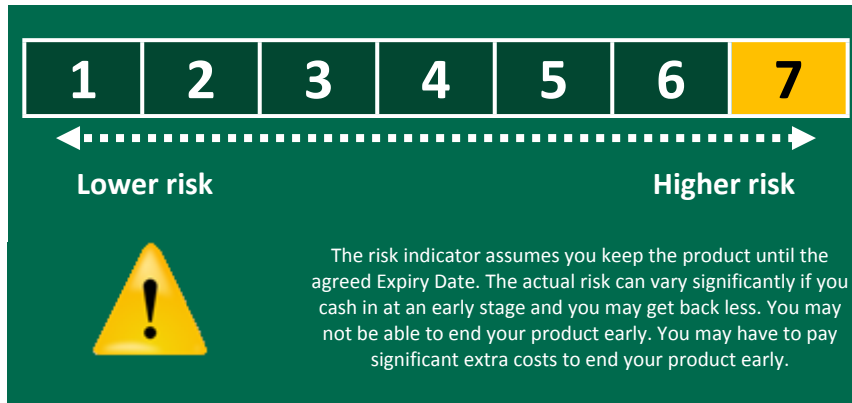 1 2 3 4 5 6 7
Lower risk Higher risk
The risk indicator assumes you keep the product until the
agreed Expiry Date. The actual risk can vary significantly if you
cash in at an early stage and you may get back less. You may
not be able to end your product early. You may have to pay
significant extra costs to end your product early.